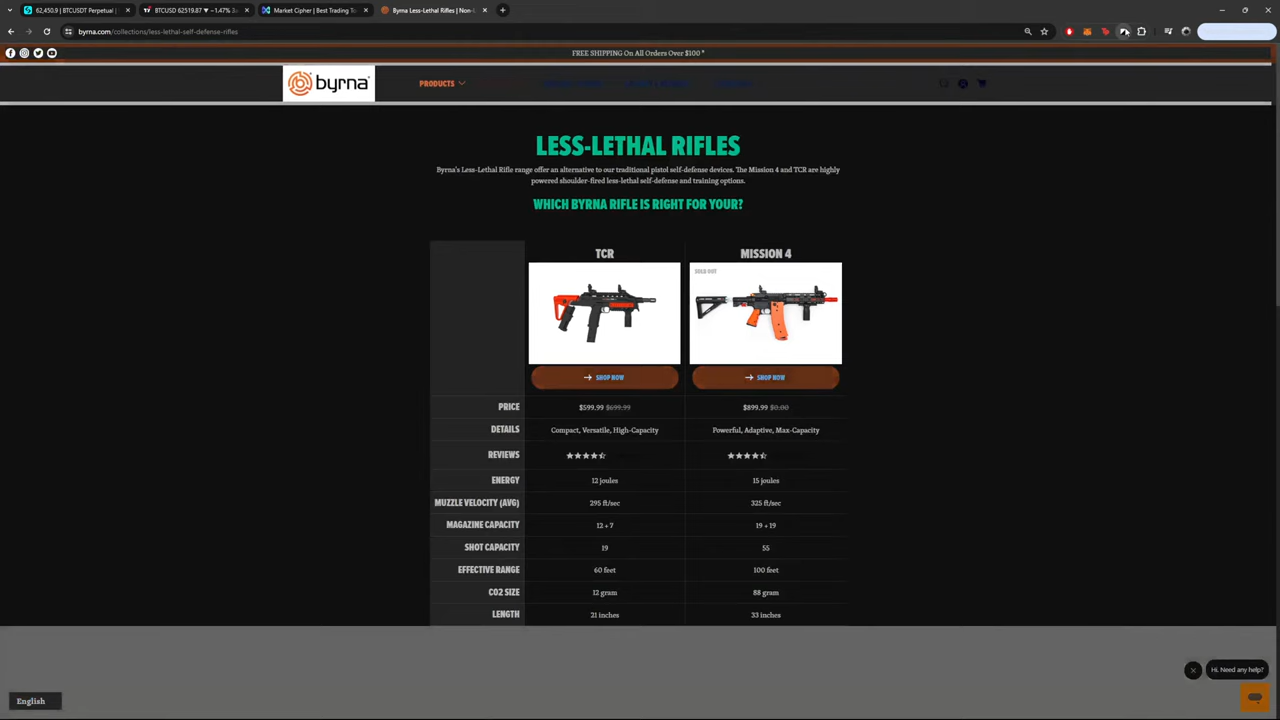 62,450.9 | BTCUSDT Perpetual |
BTCUSD 62519.87 ▼ −1.47%
Market Cipher | Best Trading To
Byrna Less-Lethal Rifles | Non-
byrna.com/collections/less-lethal-self-defense-rifles
FREE SHIPPING On All Orders Over $100 *
byrna
PRODUCTS
LESS-LETHAL RIFLES
Byrna's Less-Lethal Rifle range offer an alternative to our traditional pistol self-defense devices. The Mission 4 and TCR are highly
powered shoulder-fired less-lethal self-defense and training options.
WHICH BYRNA RIFLE IS RIGHT FOR YOUR?
TCR MISSION 4
SOLD OUT
→ SHOP NOW → SHOP NOW
PRICE $599.99 $699.99 $899.99 $0.00
DETAILS Compact, Versatile, High-Capacity Powerful, Adaptive, Max-Capacity
REVIEWS
ENERGY 12 joules 15 joules
MUZZLE VELOCITY (AVG) 295 ft/sec 325 ft/sec
MAGAZINE CAPACITY 12 + 7 19 + 19
SHOT CAPACITY 19 55
EFFECTIVE RANGE 60 feet 100 feet
CO2 SIZE 12 gram 88 gram
LENGTH 21 inches 33 inches
Hi. Need any help?
English